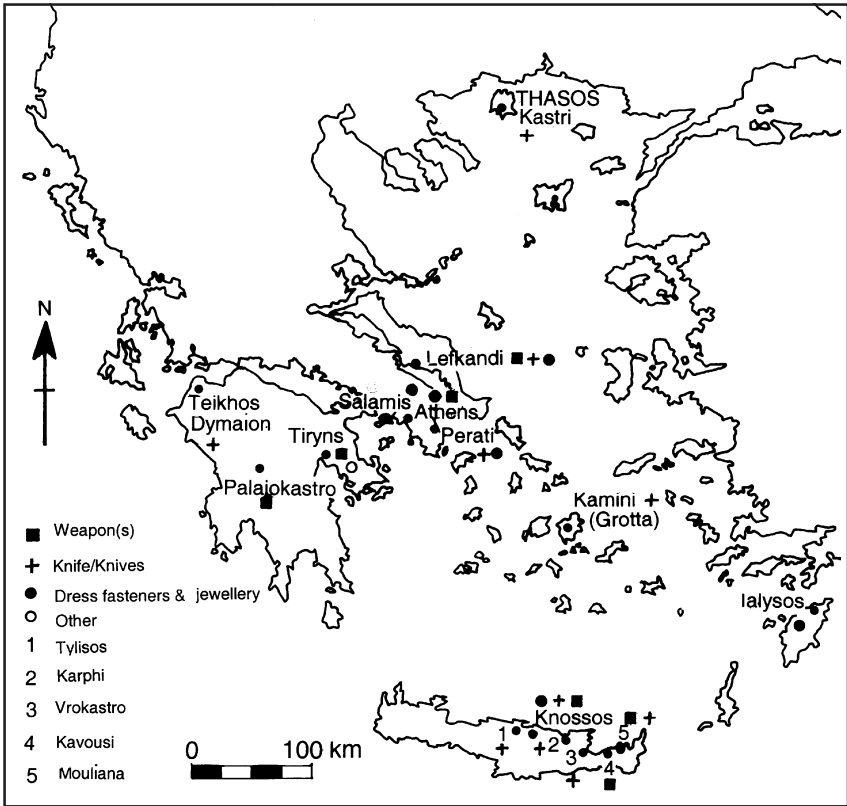 THASOS
Kastri
N
Lefkandi
Teikhos
Dymaion
Salamis
Athens
Tiryns
Perati
Palaiokastro
Kamini
(Grotta)
Ialysos
Knossos
1
2
3
4
5
Weapon(s)
Knife/Knives
Dress fasteners & jewellery
Other
1 Tylisos
2 Karphi
3 Vrokastro
4 Kavousi
5 Mouliana
0 100 km